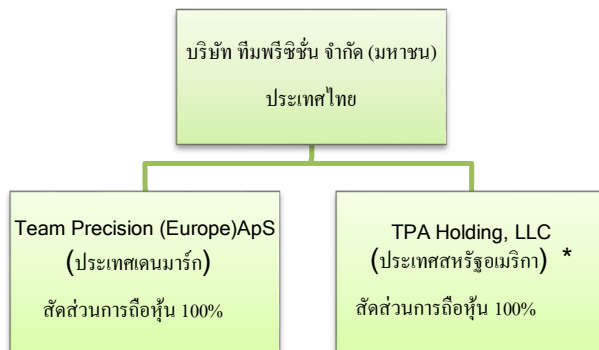 บริษัท ทีมพรีซิชั่น จำกัด (มหาชน)
ประเทศไทย
Team Precision (Europe)ApS
(ประเทศเดนมาร์ก)
สัดส่วนการถือหุ้น 100%
TPA Holding, LLC
(ประเทศสหรัฐอเมริกา) *
สัดส่วนการถือหุ้น 100%